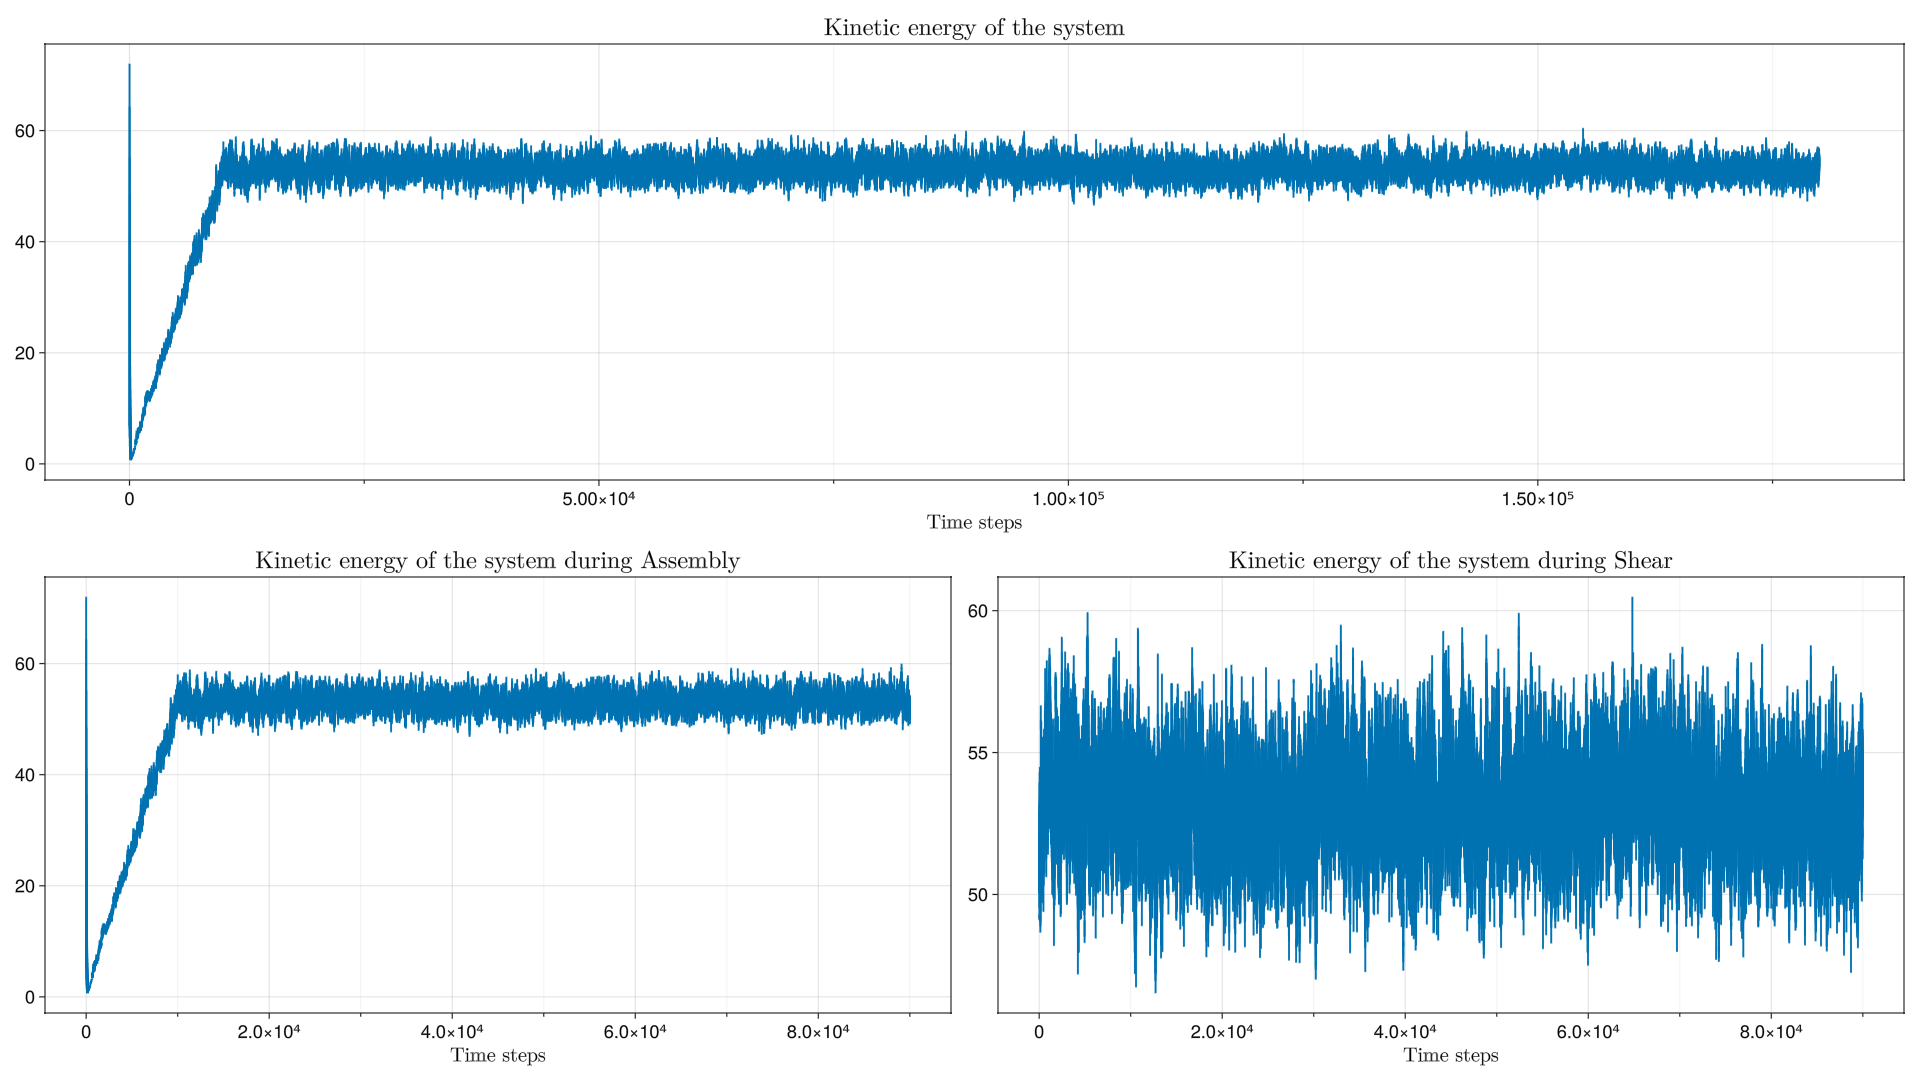 Kinetic energy of the system
60
40
20
0
0 5.00×10⁴ 1.00×10⁵ 1.50×10⁵
Time steps
Kinetic energy of the system during Assembly
60
40
20
0
0 2.0×10⁴ 4.0×10⁴ 6.0×10⁴ 8.0×10⁴
Time steps
Kinetic energy of the system during Shear
60
55
50
0 2.0×10⁴ 4.0×10⁴ 6.0×10⁴ 8.0×10⁴
Time steps